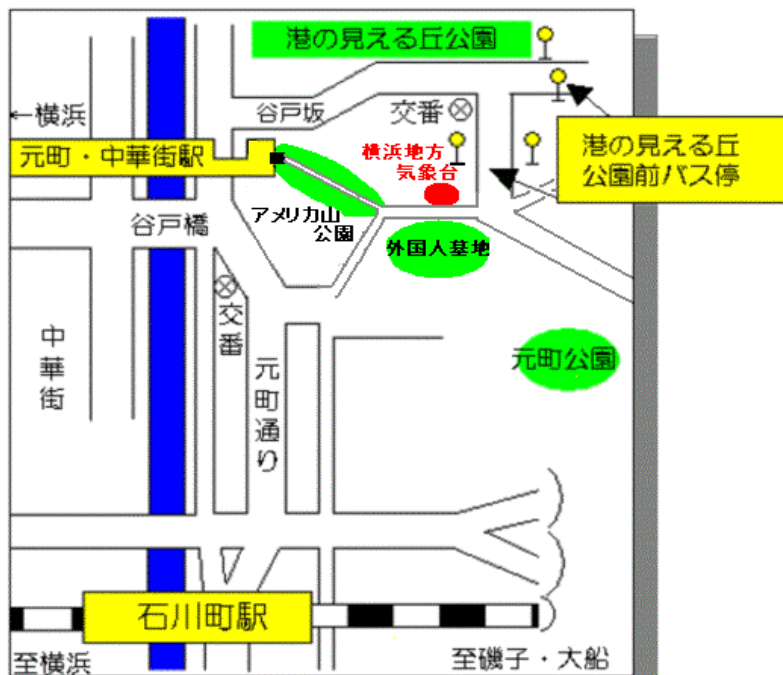 港の見える丘公園
←横浜
谷戸坂
交番
元町・中華街駅
横浜地方
気象台
港の見える丘
公園前バス停
アメリカ山
公園
谷戸橋
外国人墓地
交番
中華街
元町通り
元町公園
石川町駅
至横浜
至磯子・大船